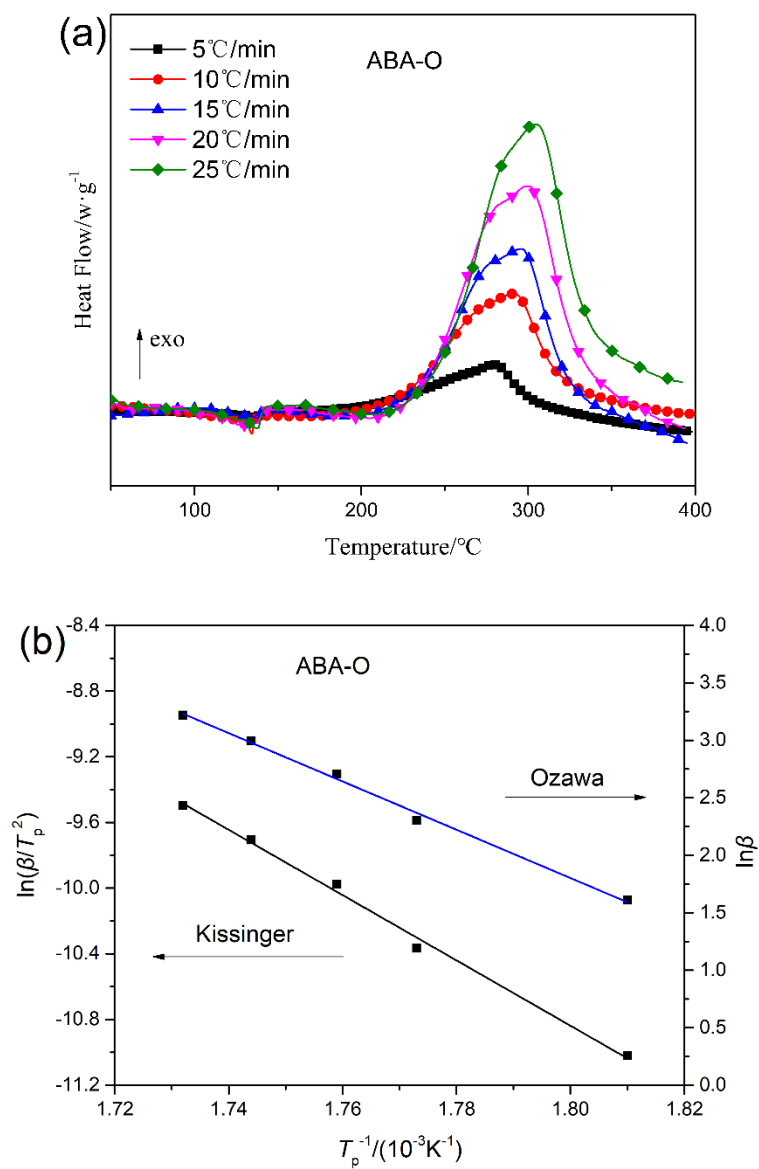 (a)
ABA-O
5℃/min
10℃/min
15℃/min
20℃/min
25℃/min
Heat Flow/w·g⁻¹
exo
100
200
300
400
Temperature/°C
(b)
ABA-O
-8.4
-8.8
-9.2
-9.6
-10.0
-10.4
-10.8
-11.2
ln(β/Tₚ²)
4.0
3.5
3.0
2.5
2.0
1.5
1.0
0.5
0.0
lnβ
Ozawa
Kissinger
1.72
1.74
1.76
1.78
1.80
1.82
Tₚ⁻¹/(10⁻³K⁻¹)